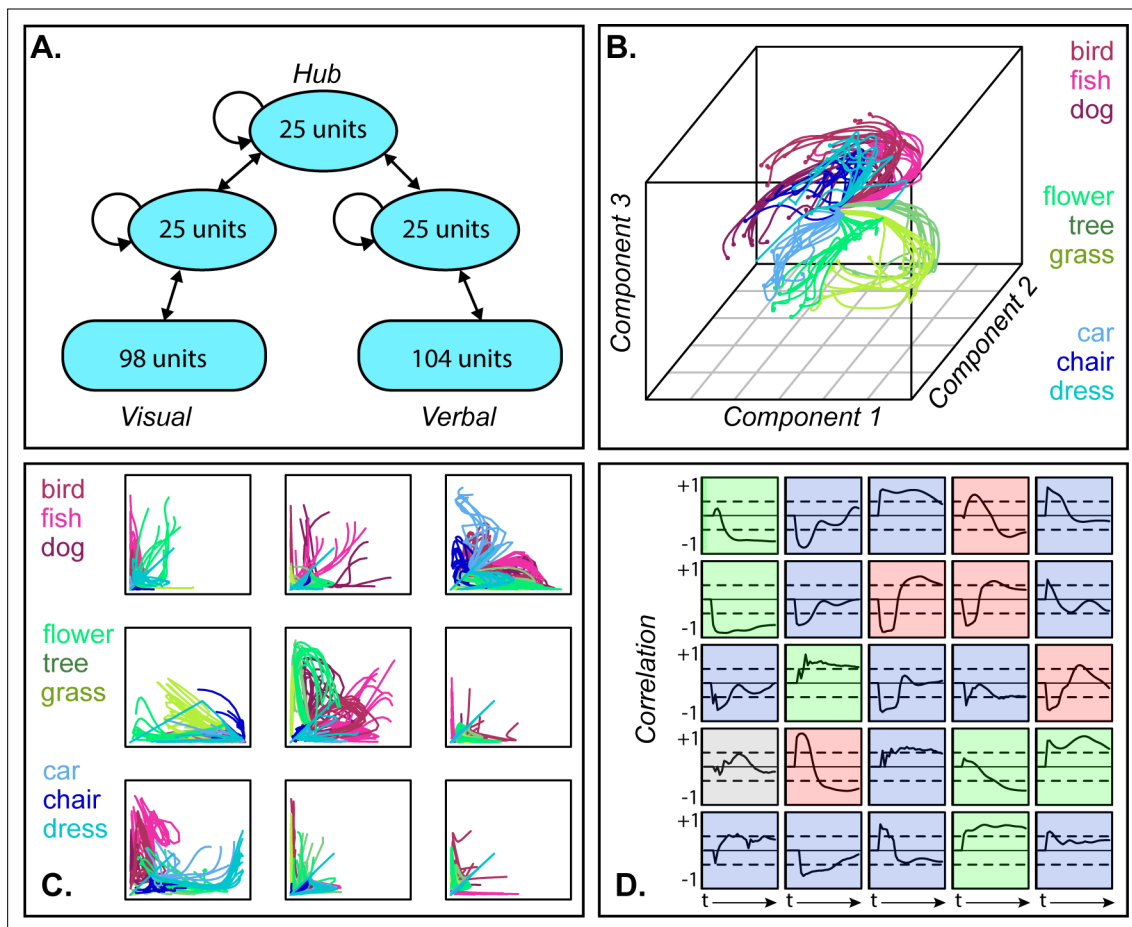 A.
Hub
25 units
25 units
25 units
98 units
104 units
Visual
Verbal
B.
bird
fish
dog
flower
tree
grass
car
chair
dress
Component 3
Component 1
Component 2
C.
bird
fish
dog
flower
tree
grass
car
chair
dress
D.
Correlation
+1
-1
+1
-1
+1
-1
+1
-1
+1
-1
t
t
t
t
t